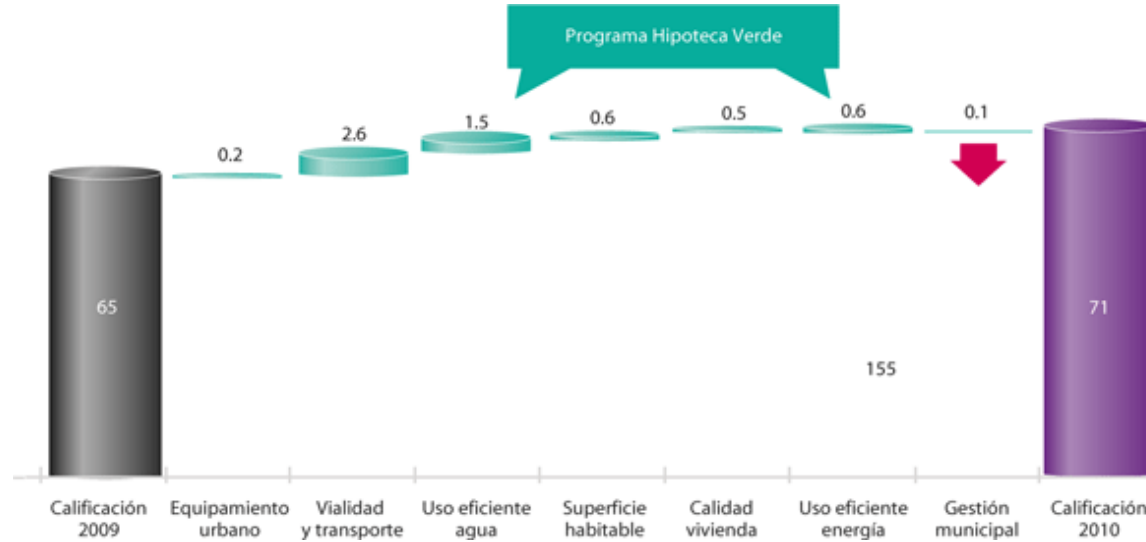 Programa Hipoteca Verde
0.2
2.6
1.5
0.6
0.5
0.6
0.1
65
71
155
Calificación
2009
Equipamiento
urbano
Vialidad
y transporte
Uso eficiente
agua
Superficie
habitable
Calidad
vivienda
Uso eficiente
energía
Gestión
municipal
Calificación
2010